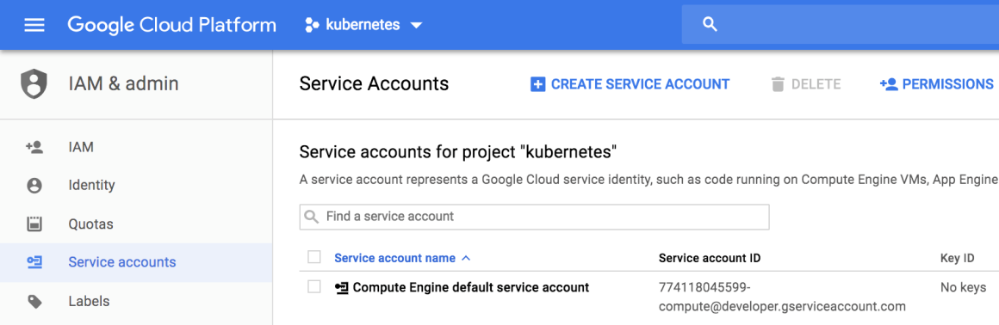 Google Cloud Platform kubernetes
IAM & admin
Service Accounts CREATE SERVICE ACCOUNT DELETE PERMISSIONS
IAM
Identity
Quotas
Service accounts
Labels
Service accounts for project "kubernetes"
A service account represents a Google Cloud service identity, such as code running on Compute Engine VMs, App Engine
Find a service account
Service account name Service account ID Key ID
Compute Engine default service account 774118045599- No keys
compute@developer.gserviceaccount.com